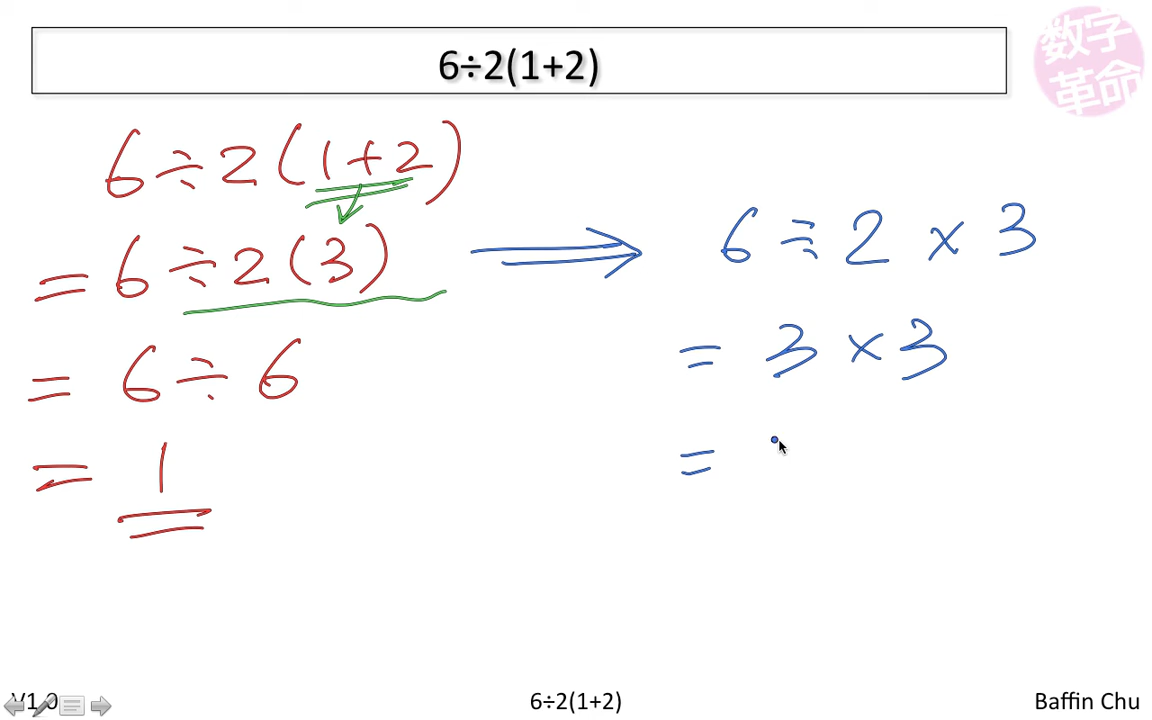 6÷2(1+2)
数字
革命
6÷2(1+2)
=6÷2(3)
=6÷6
=1
6÷2×3
=3×3
=
V1.0
6÷2(1+2)
Baffin Chu